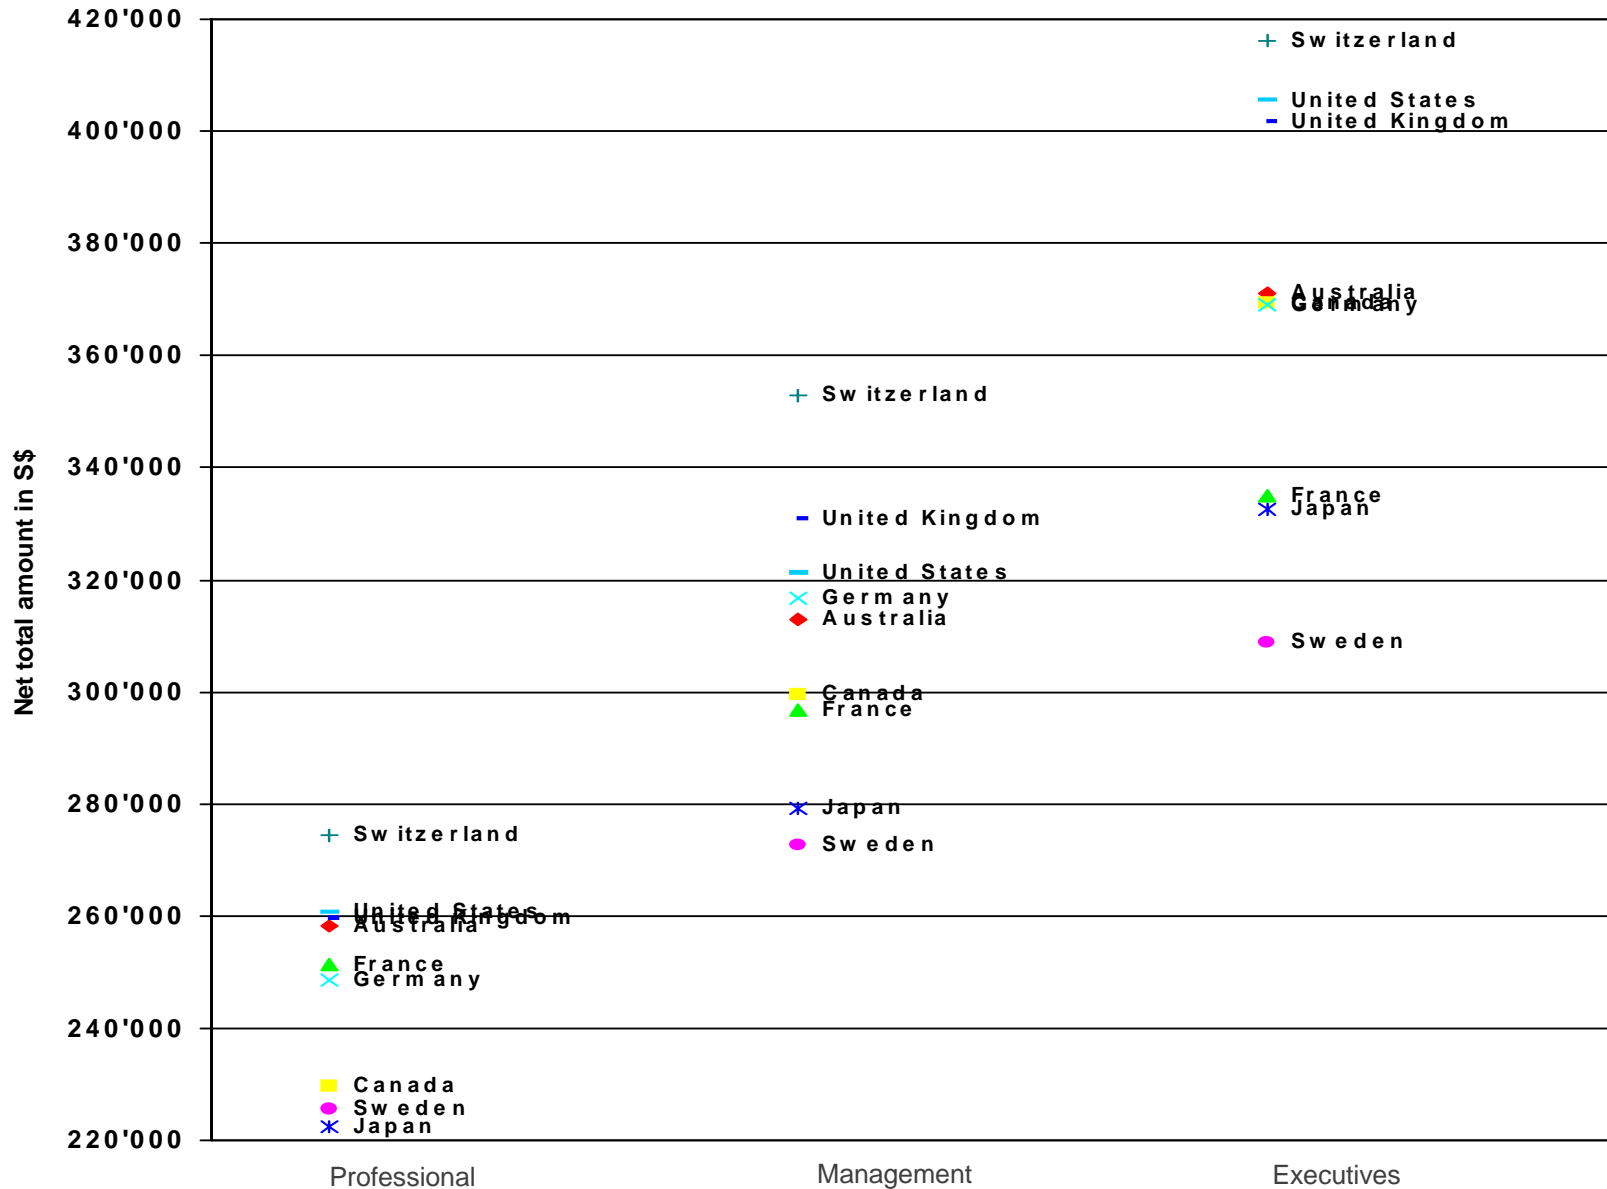 420'000
400'000
380'000
360'000
340'000
320'000
300'000
280'000
260'000
240'000
220'000
Net total amount in S$
Switzerland
United States
United Kingdom
Australia
France
Germany
Canada
Sweden
Japan
Switzerland
United Kingdom
United States
Germany
Australia
Canada
France
Japan
Sweden
Switzerland
United States
United Kingdom
Australia
Canada
Germany
France
Japan
Sweden
Professional
Management
Executives